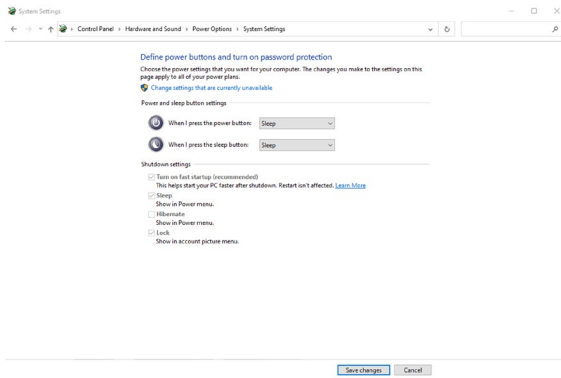 System Settings
Control Panel > Hardware and Sound > Power Options > System Settings
Define power buttons and turn on password protection
Choose the power settings that you want for your computer. The changes you make to the settings on this
page apply to all of your power plans.
Change settings that are currently unavailable
Power and sleep button settings
When I press the power button: Sleep
When I press the sleep button: Sleep
Shutdown settings
Turn on fast startup (recommended)
This helps start your PC faster after shutdown. Restart isn't affected. Learn More
Sleep
Show in Power menu.
Hibernate
Show in Power menu.
Lock
Show in account picture menu.
Save changes Cancel